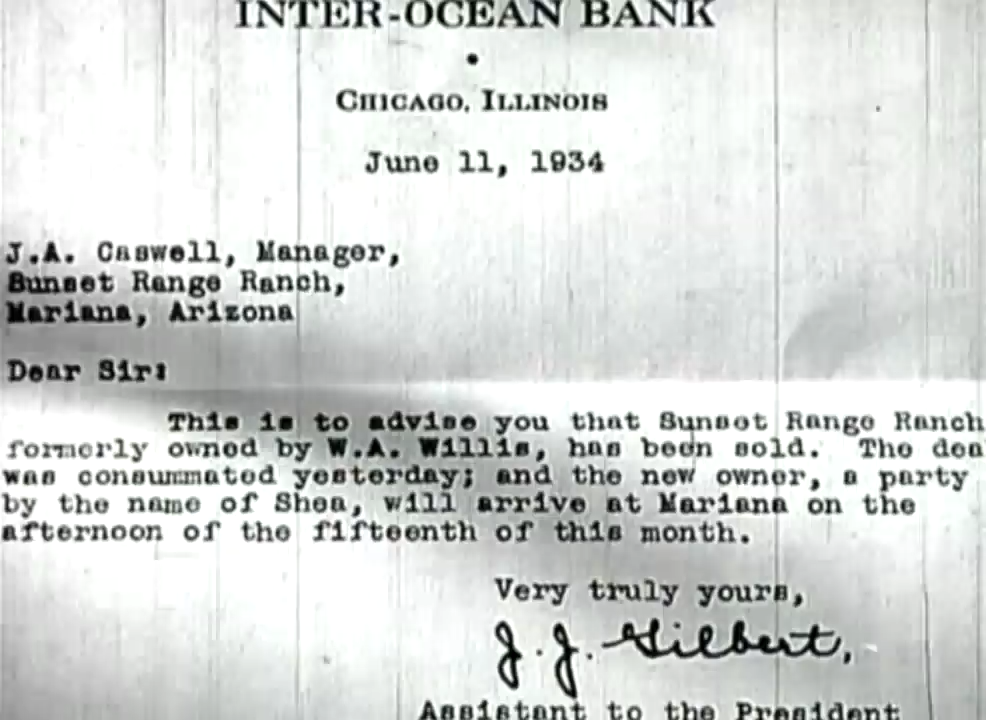 INTER-OCEAN BANK
CHICAGO, ILLINOIS
June 11, 1934
J.A. Caswell, Manager,
Sunset Range Ranch,
Mariana, Arizona
Dear Sir:
This is to advise you that Sunset Range Ranch
formerly owned by W.A. Willis, has been sold. The dea
was consummated yesterday; and the new owner, a party
by the name of Shea, will arrive at Mariana on the
afternoon of the fifteenth of this month.
Very truly yours,
J. J. Gilbert,
Assistant to the President